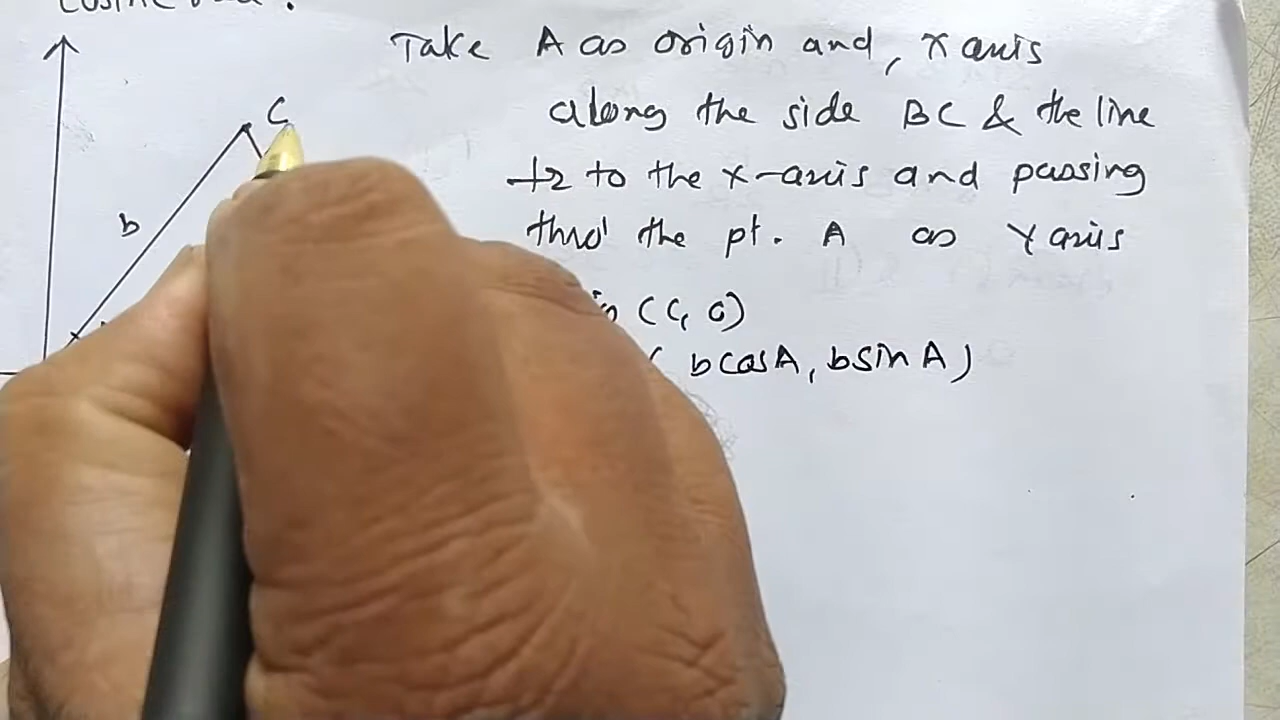 Take A as origin and, x axis
C
along the side BC & the line
⊥r to the x-axis and passing
b
thro' the pt. A as Y axis
(c, 0)
( b cos A, b sin A )